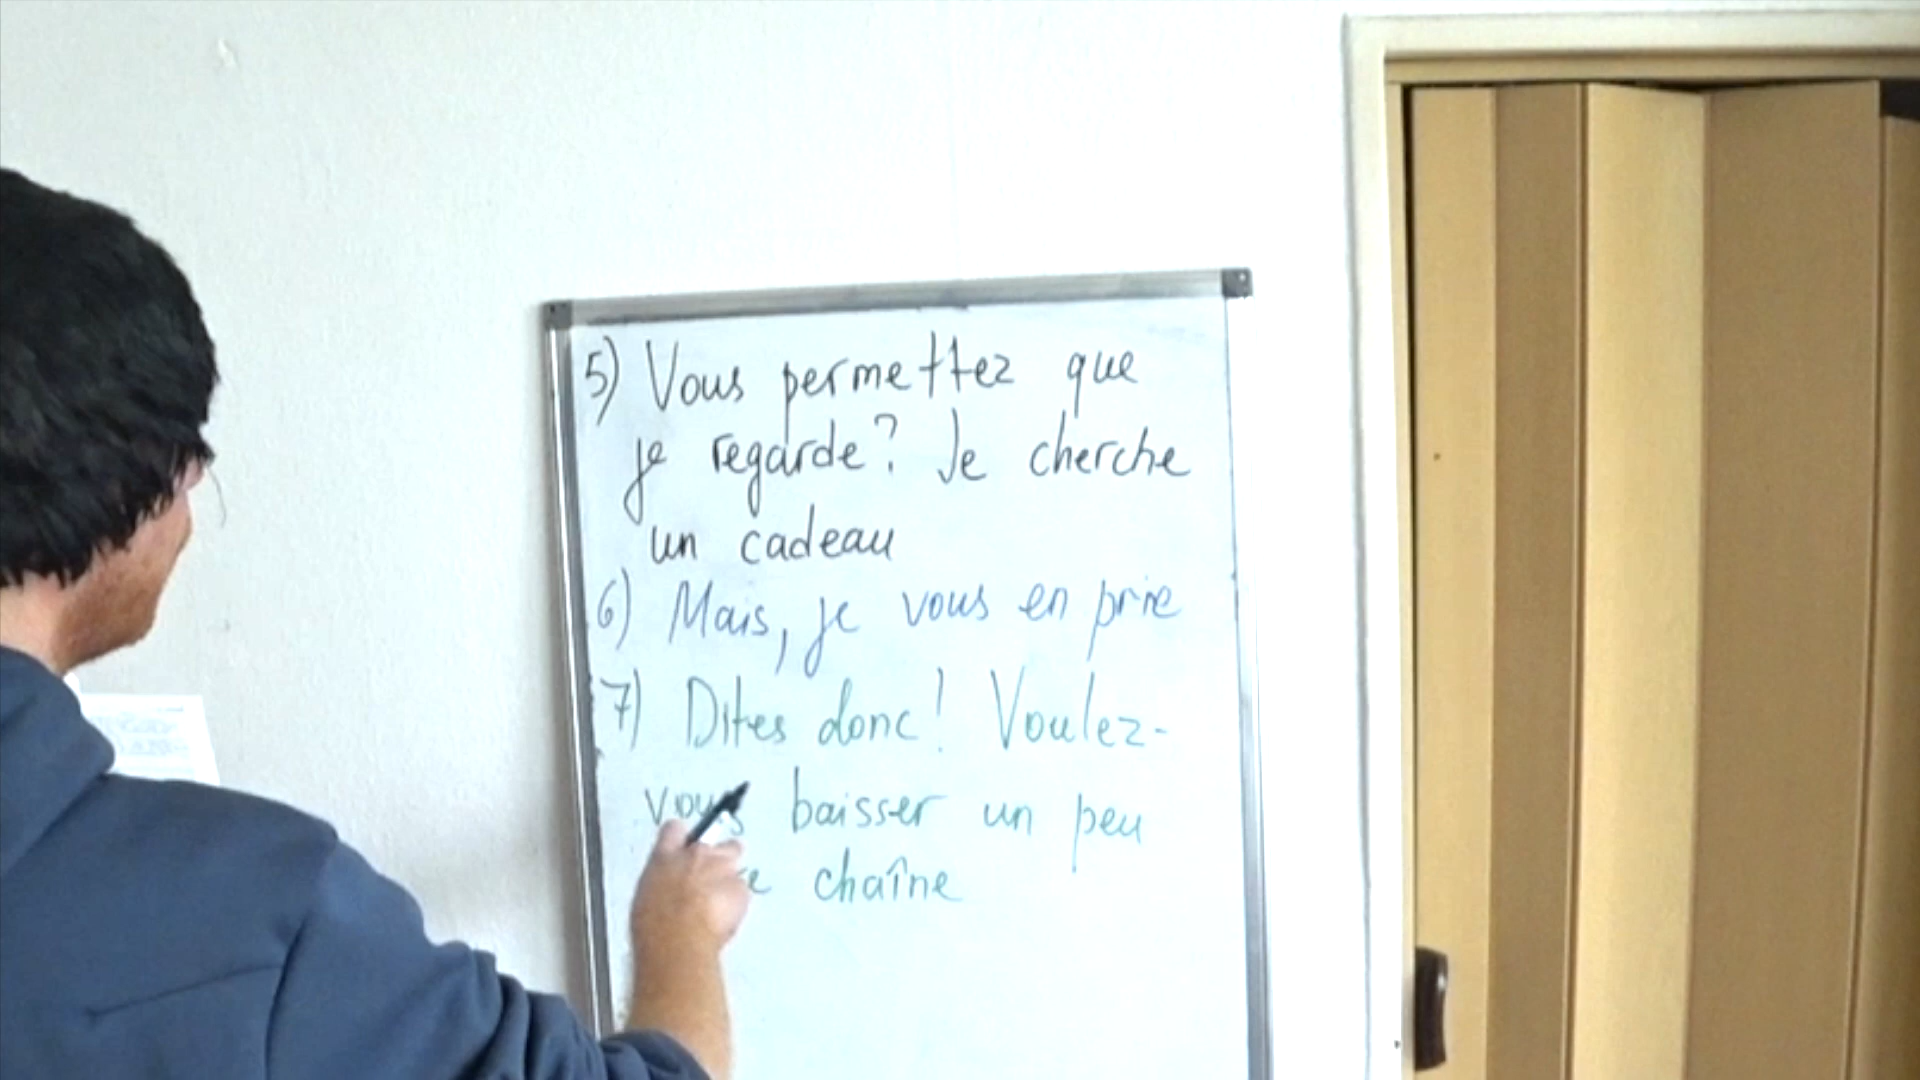 5) Vous permettez que
je regarde? Je cherche
un cadeau
6) Mais, je vous en prie
7) Dites donc! Voulez-
vous baisser un peu
chaîne